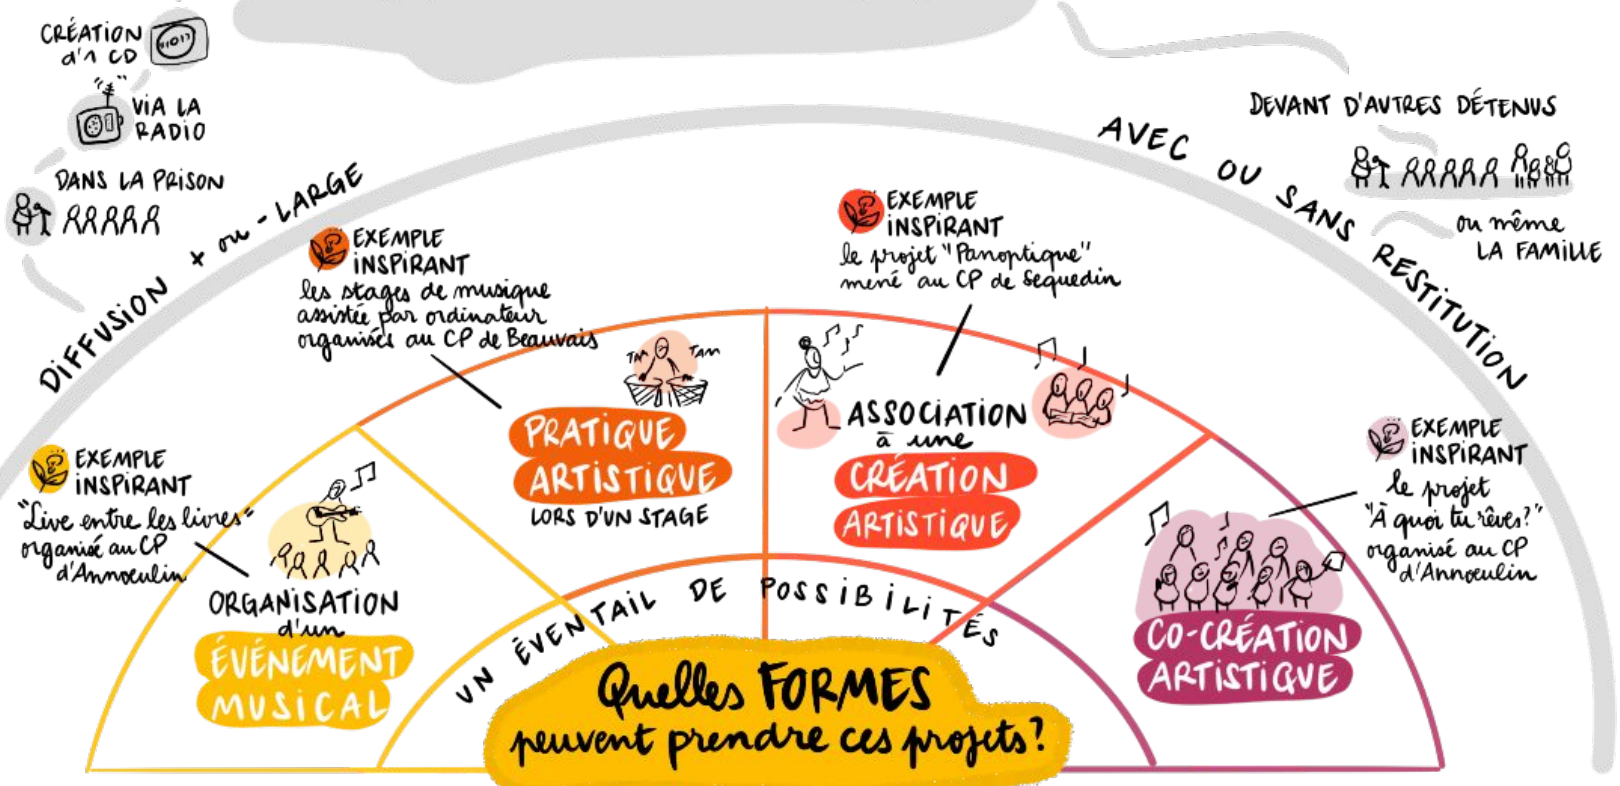 CRÉATION
d'1 CD
VIA LA
RADIO
DANS LA PRISON
DIFFUSION + ou - LARGE
AVEC OU SANS RESTITUTION
DEVANT D'AUTRES DÉTENUS
ou même
LA FAMILLE
EXEMPLE
INSPIRANT
"Live entre les livres"
organisé au CP
d'Annoeulin
ORGANISATION
d'un
ÉVÉNEMENT
MUSICAL
EXEMPLE
INSPIRANT
les stages de musique
assistée par ordinateur
organisés au CP de Beauvais
TAM TAM
PRATIQUE
ARTISTIQUE
LORS D'UN STAGE
EXEMPLE
INSPIRANT
le projet "Panoptique"
mené au CP de Sequedin
ASSOCIATION
à une
CRÉATION
ARTISTIQUE
EXEMPLE
INSPIRANT
le projet
"À quoi tu rêves?"
organisé au CP
d'Annoeulin
CO-CRÉATION
ARTISTIQUE
UN ÉVENTAIL DE POSSIBILITÉS
Quelles FORMES
peuvent prendre ces projets?